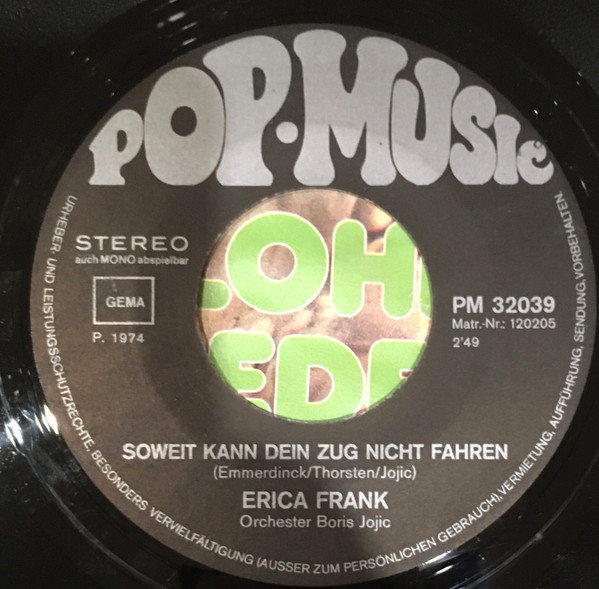 POP·MUSIC
STEREO
auch MONO abspielbar
GEMA
P. 1974
PM 32039
Matr.-Nr.: 120205
2'49
SOWEIT KANN DEIN ZUG NICHT FAHREN
(Emmerdinck/Thorsten/Jojic)
ERICA FRANK
Orchester Boris Jojic
URHEBER- UND LEISTUNGSSCHUTZRECHTE, BESONDERS VERVIELFÄLTIGUNG (AUSSER ZUM PERSÖNLICHEN GEBRAUCH), VERMIETUNG, AUFFÜHRUNG, SENDUNG, VORBEHALTEN.